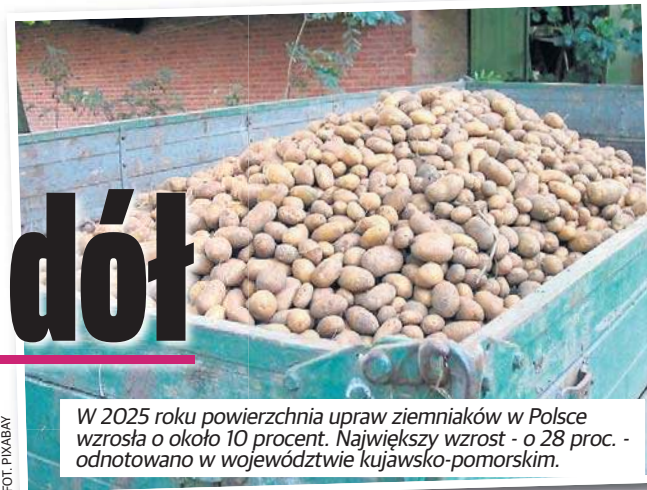 dół
FOT. PIXABAY
W 2025 roku powierzchnia upraw ziemniaków w Polsce
wzrosła o około 10 procent. Największy wzrost - o 28 proc. -
odnotowano w województwie kujawsko-pomorskim.